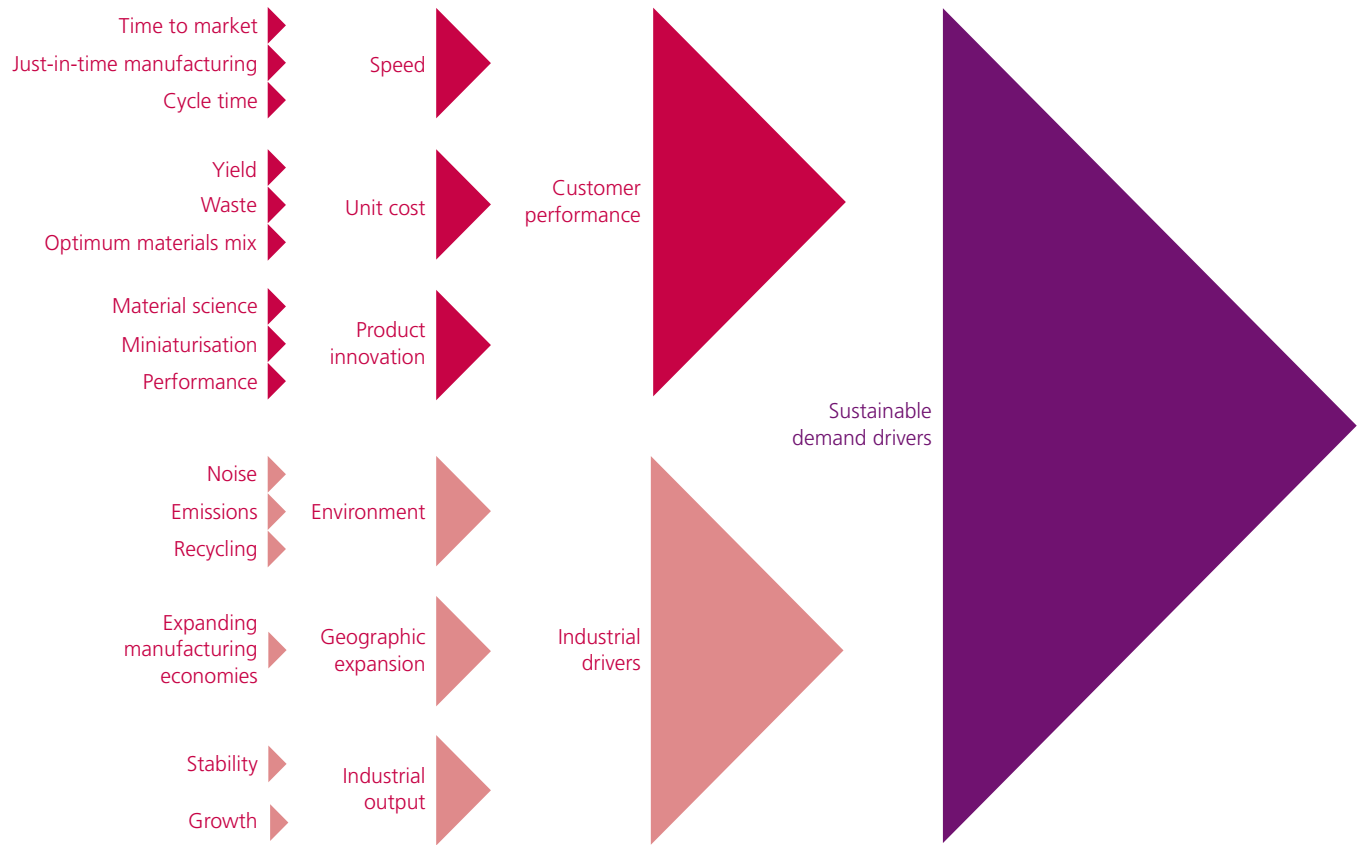 Time to market
Just-in-time manufacturing
Cycle time
Speed
Yield
Waste
Optimum materials mix
Unit cost
Material science
Miniaturisation
Performance
Product
innovation
Customer
performance
Noise
Emissions
Recycling
Environment
Expanding
manufacturing
economies
Geographic
expansion
Stability
Growth
Industrial
output
Industrial
drivers
Sustainable
demand drivers